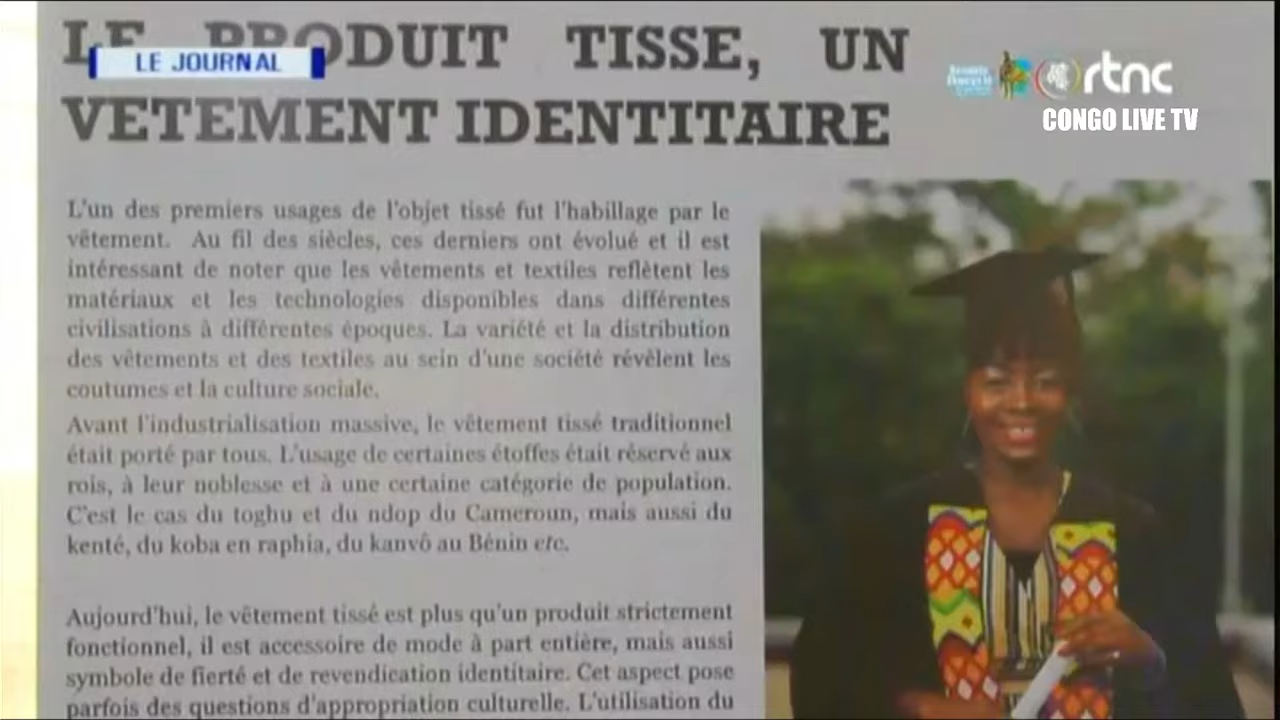 LE PRODUIT TISSE, UN
VETEMENT IDENTITAIRE
LE JOURNAL
rtnc
CONGO LIVE TV
L'un des premiers usages de l'objet tissé fut l'habillage par le
vêtement. Au fil des siècles, ces derniers ont évolué et il est
intéressant de noter que les vêtements et textiles reflètent les
matériaux et les technologies disponibles dans différentes
civilisations à différentes époques. La variété et la distribution
des vêtements et des textiles au sein d'une société révèlent les
coutumes et la culture sociale.
Avant l'industrialisation massive, le vêtement tissé traditionnel
était porté par tous. L'usage de certaines étoffes était réservé aux
rois, à leur noblesse et à une certaine catégorie de population.
C'est le cas du toghu et du ndop du Cameroun, mais aussi du
kenté, du koba en raphia, du kanvô au Bénin etc.
Aujourd'hui, le vêtement tissé est plus qu'un produit strictement
fonctionnel, il est accessoire de mode à part entière, mais aussi
symbole de fierté et de revendication identitaire. Cet aspect pose
parfois des questions d'appropriation culturelle. L'utilisation du